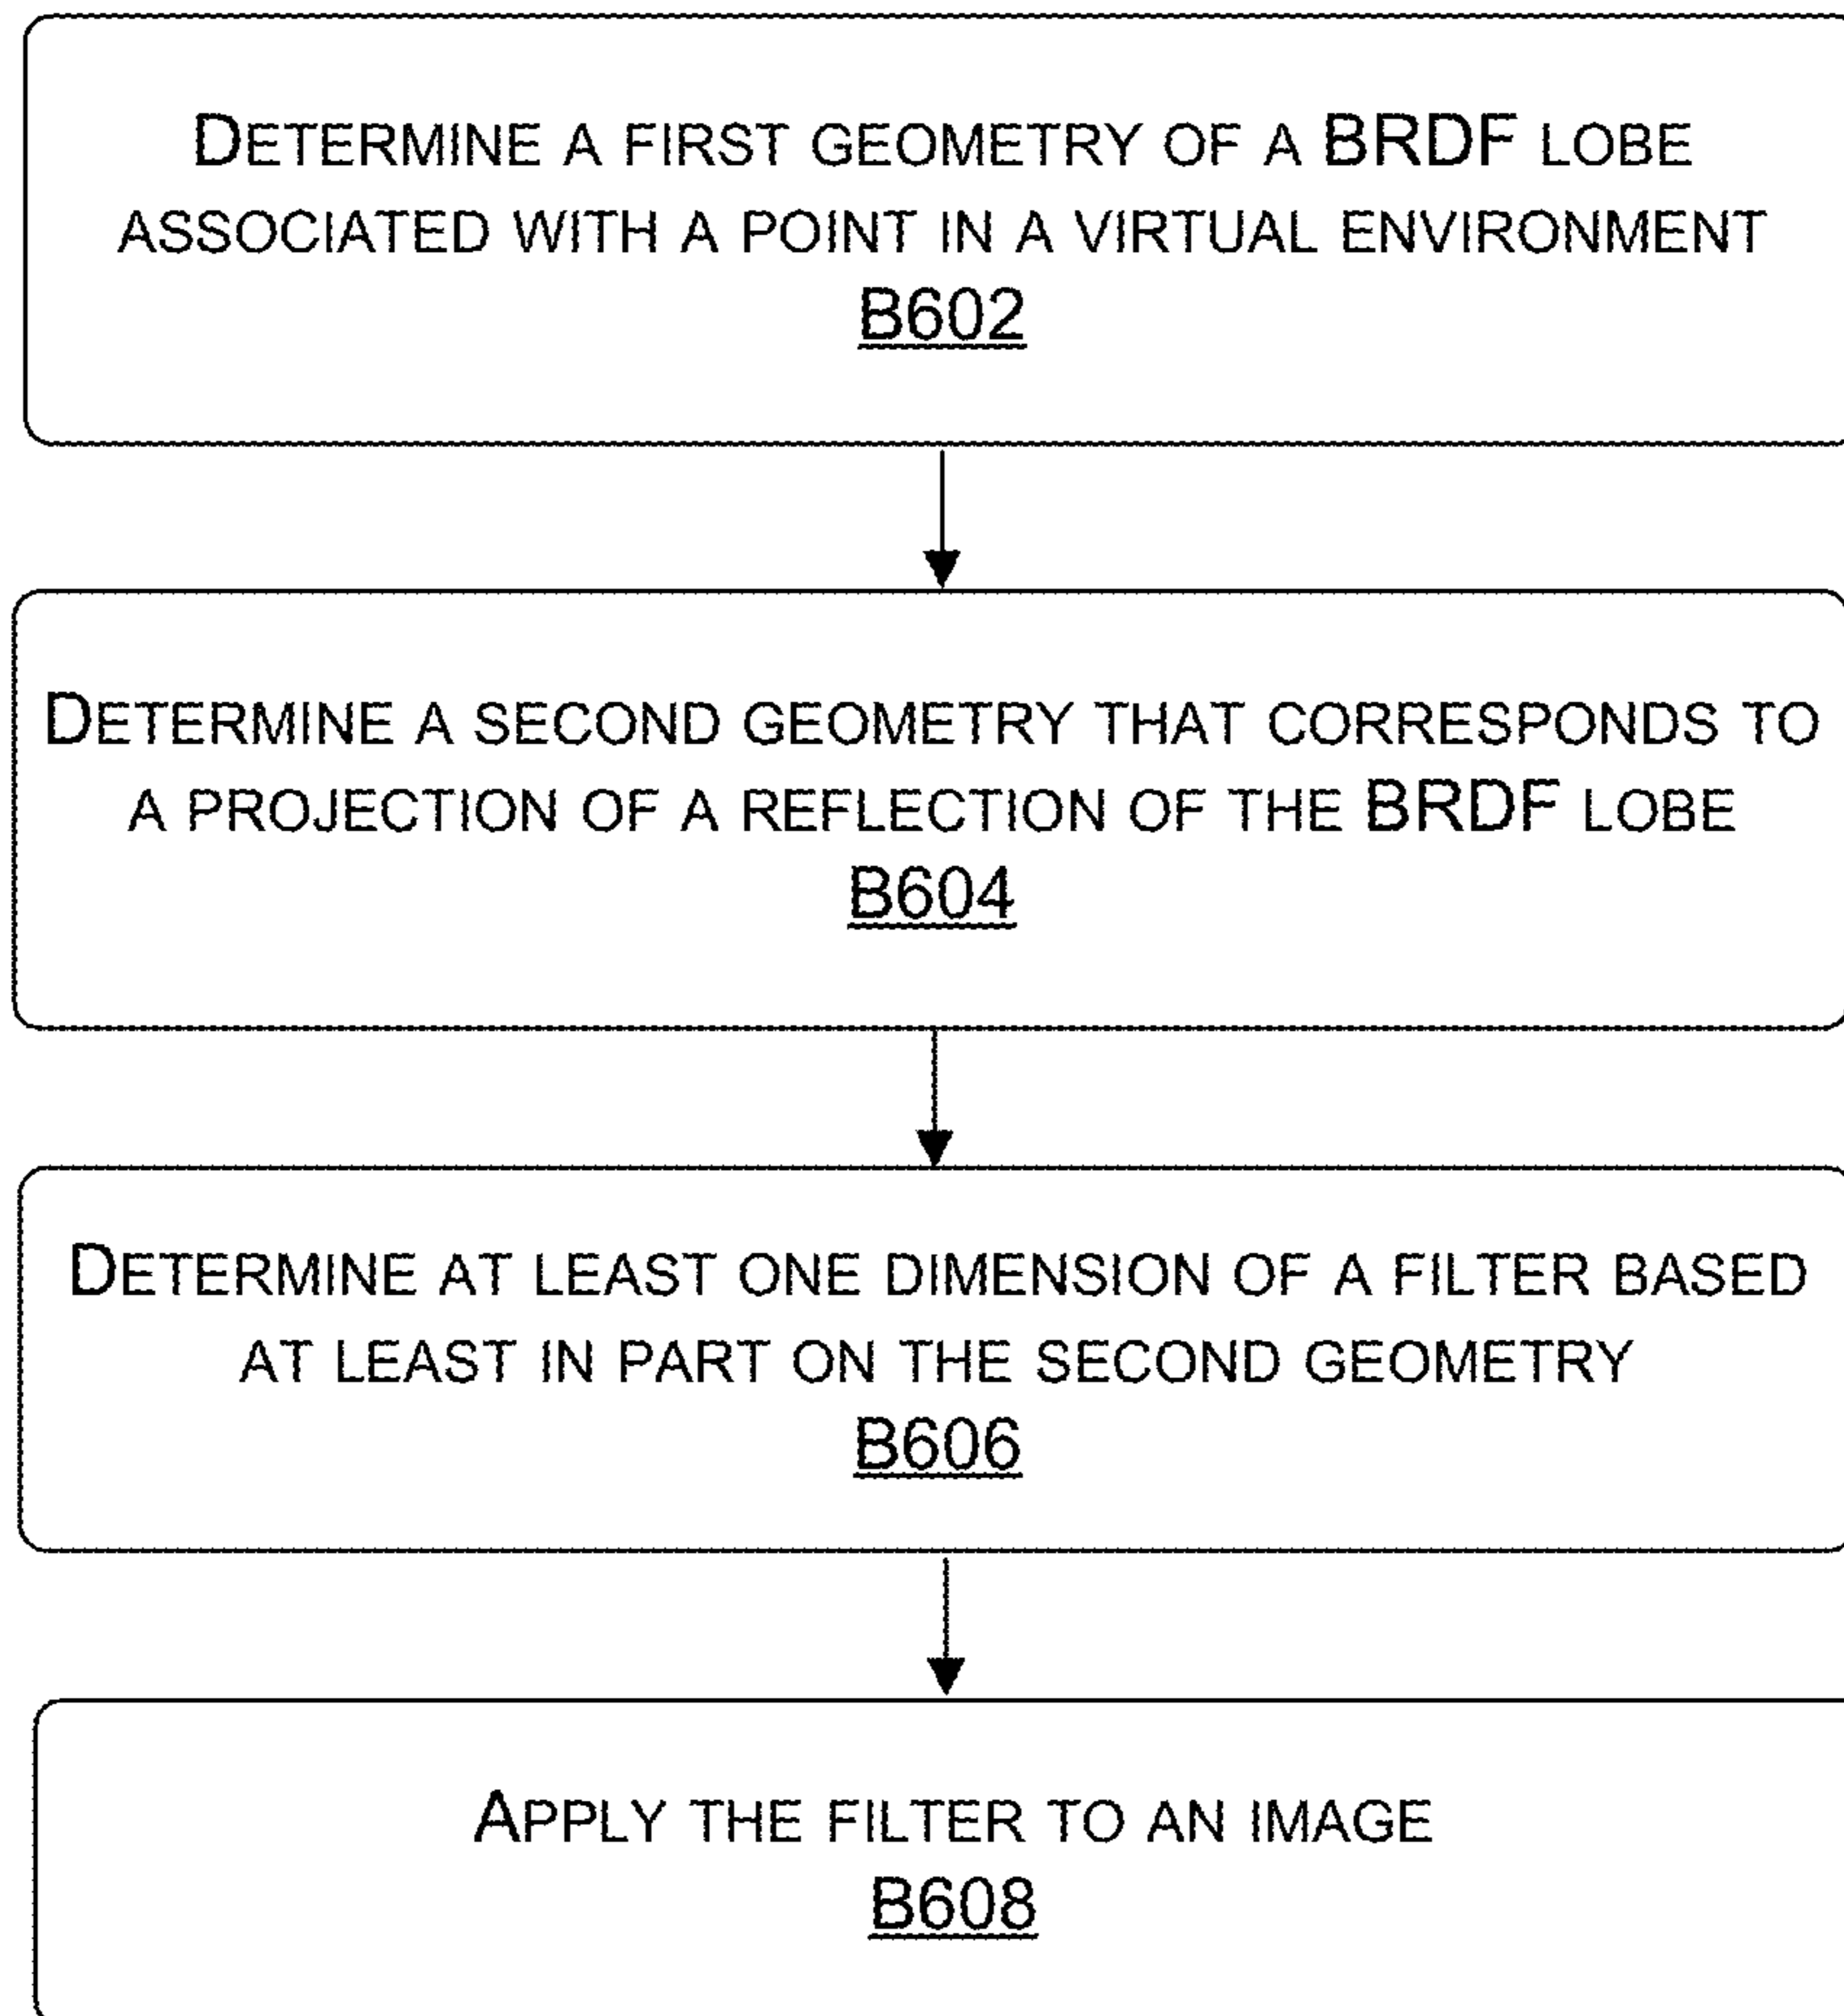 DETERMINE A FIRST GEOMETRY OF A BRDF LOBE
ASSOCIATED WITH A POINT IN A VIRTUAL ENVIRONMENT
B602
DETERMINE A SECOND GEOMETRY THAT CORRESPONDS TO
A PROJECTION OF A REFLECTION OF THE BRDF LOBE
B604
DETERMINE AT LEAST ONE DIMENSION OF A FILTER BASED
AT LEAST IN PART ON THE SECOND GEOMETRY
B606
APPLY THE FILTER TO AN IMAGE
B608